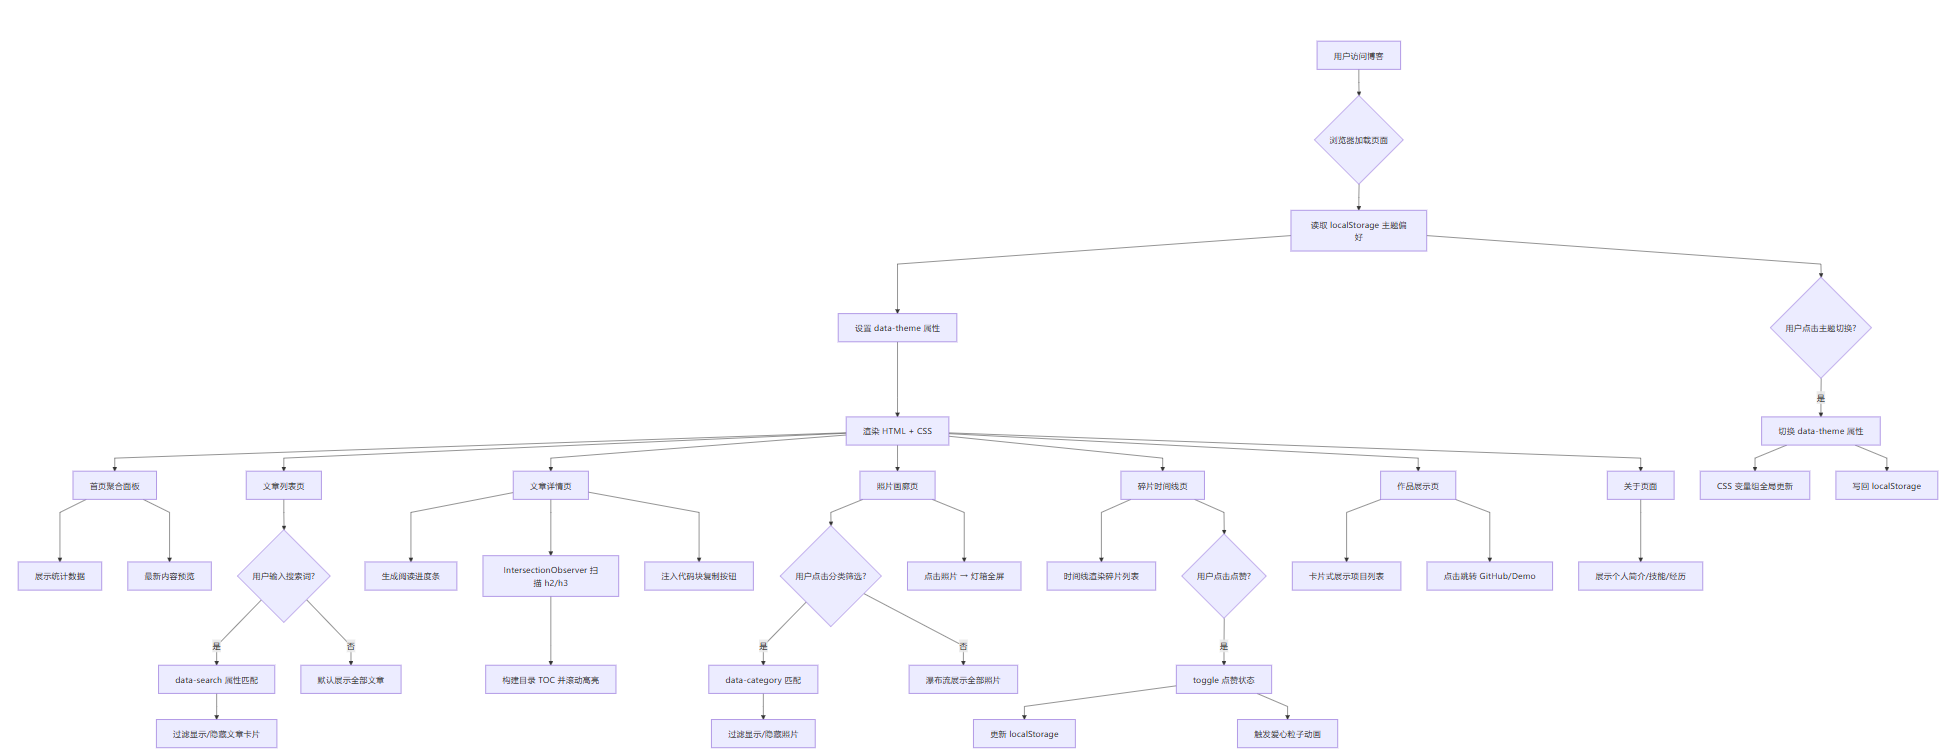 用户访问博客
浏览器加载页面
读取 localStorage 主题偏
好
设置 data-theme 属性
用户点击主题切换?
是
渲染 HTML + CSS
切换 data-theme 属性
首页聚合面板
文章列表页
文章详情页
照片画廊页
碎片时间线页
作品展示页
关于页面
CSS 变量组全局更新
写回 localStorage
展示统计数据
最新内容预览
用户输入搜索词?
生成阅读进度条
IntersectionObserver 扫
描 h2/h3
注入代码块复制按钮
用户点击分类筛选?
点击照片 → 灯箱全屏
时间线渲染碎片列表
用户点击点赞?
卡片式展示项目列表
点击跳转 GitHub/Demo
展示个人简介/技能/经历
是
否
是
否
是
data-search 属性匹配
默认展示全部文章
构建目录 TOC 并滚动高亮
data-category 匹配
瀑布流展示全部照片
toggle 点赞状态
过滤显示/隐藏文章卡片
过滤显示/隐藏照片
更新 localStorage
触发爱心粒子动画